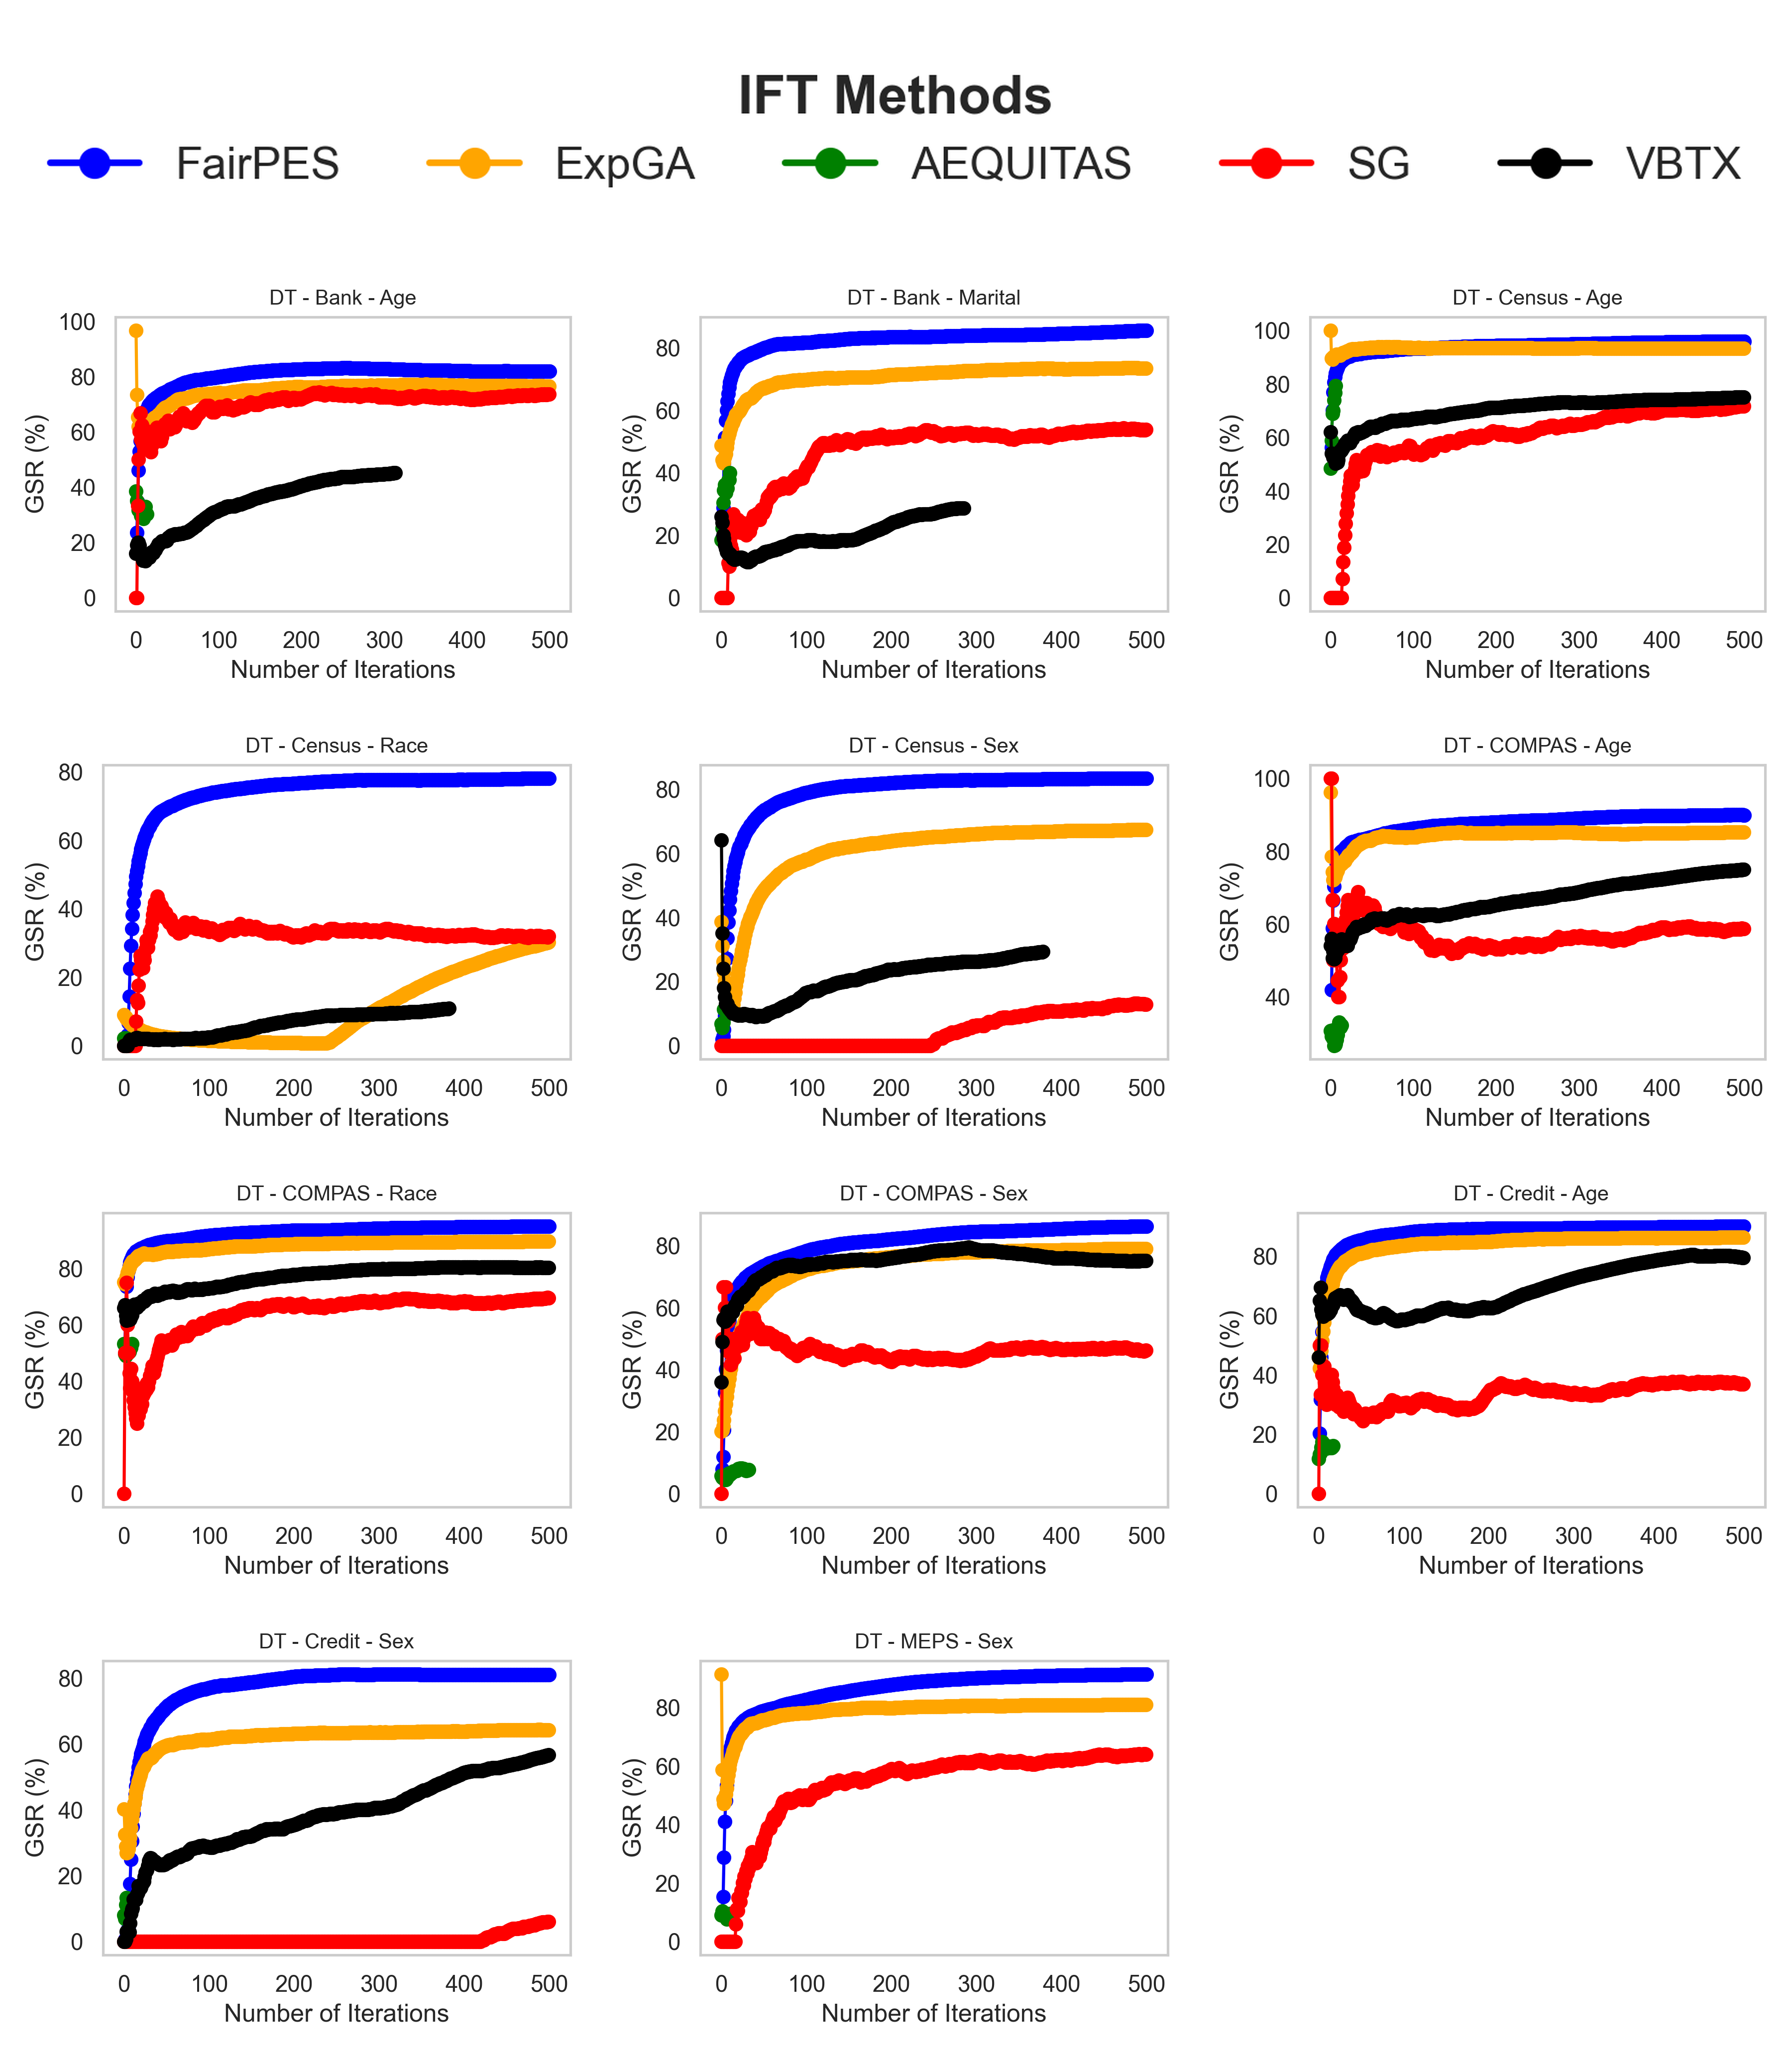 IFT Methods
FairPES ExpGA AEQUITAS SG VBTX
DT - Bank - Age DT - Bank - Marital DT - Census - Age
GSR (%) 100 80 60 40 20 0
0 100 200 300 400 500
Number of Iterations
GSR (%) 80 60 40 20 0
0 100 200 300 400 500
Number of Iterations
GSR (%) 100 80 60 40 20 0
0 100 200 300 400 500
Number of Iterations
DT - Census - Race DT - Census - Sex DT - COMPAS - Age
GSR (%) 80 60 40 20 0
0 100 200 300 400 500
Number of Iterations
GSR (%) 80 60 40 20 0
0 100 200 300 400 500
Number of Iterations
GSR (%) 100 80 60 40
0 100 200 300 400 500
Number of Iterations
DT - COMPAS - Race DT - COMPAS - Sex DT - Credit - Age
GSR (%) 80 60 40 20 0
0 100 200 300 400 500
Number of Iterations
GSR (%) 80 60 40 20 0
0 100 200 300 400 500
Number of Iterations
GSR (%) 80 60 40 20 0
0 100 200 300 400 500
Number of Iterations
DT - Credit - Sex DT - MEPS - Sex
GSR (%) 80 60 40 20 0
0 100 200 300 400 500
Number of Iterations
GSR (%) 80 60 40 20 0
0 100 200 300 400 500
Number of Iterations